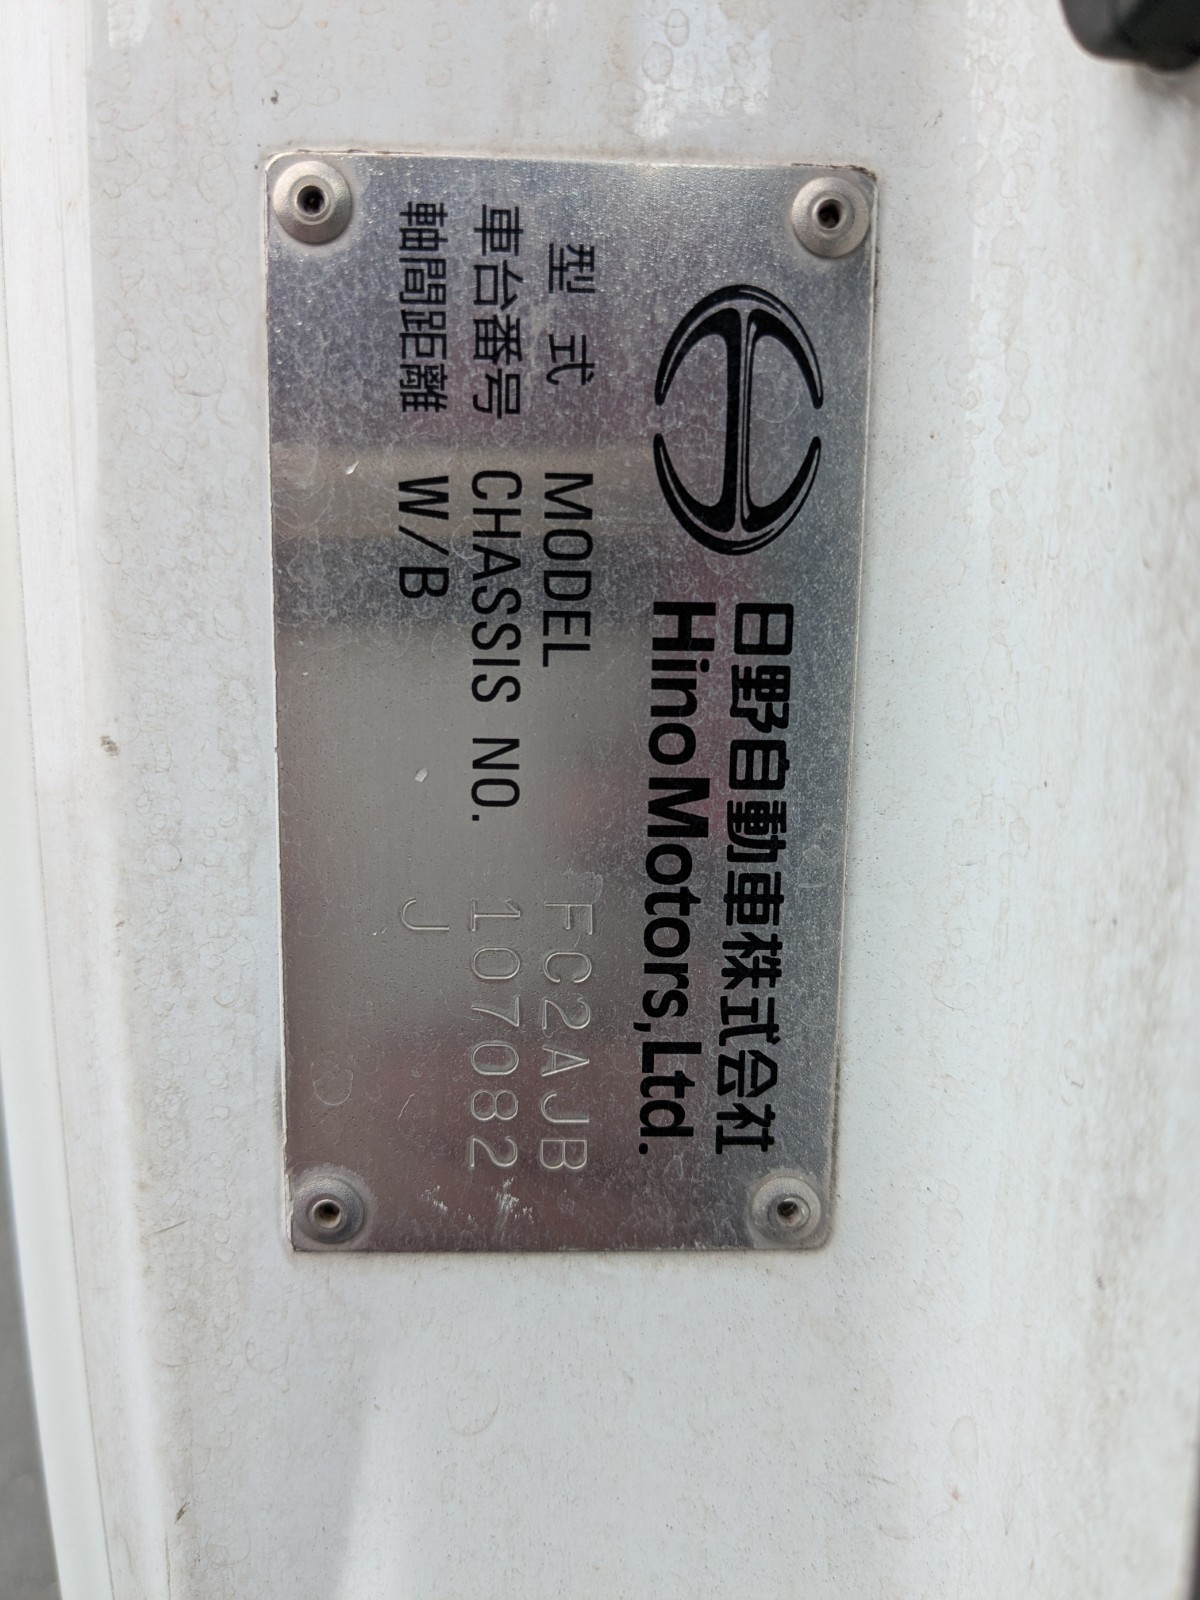 日野自動車株式会社
Hino Motors, Ltd.
型式 MODEL FC2AJB
車台番号 CHASSIS NO. 107082
軸間距離 W/B J